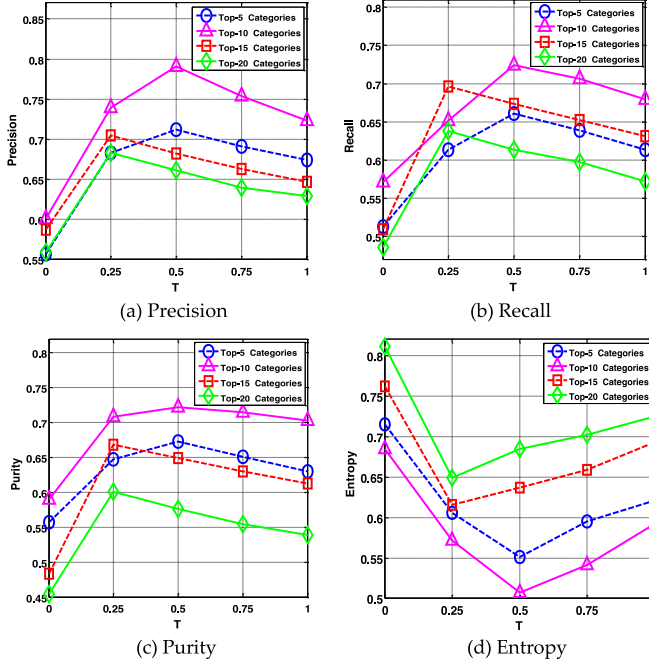 0.85
0.8
0.75
0.7
0.65
0.6
0.55
Precision
0
0.25
0.5
0.75
1
T
Top-5 Categories
Top-10 Categories
Top-15 Categories
Top-20 Categories
(a) Precision
0.8
0.75
0.7
0.65
0.6
0.55
0.5
Recall
0
0.25
0.5
0.75
1
T
Top-5 Categories
Top-10 Categories
Top-15 Categories
Top-20 Categories
(b) Recall
0.8
0.75
0.7
0.65
0.6
0.55
0.5
0.45
Purity
0
0.25
0.5
0.75
1
T
Top-5 Categories
Top-10 Categories
Top-15 Categories
Top-20 Categories
(c) Purity
0.8
0.75
0.7
0.65
0.6
0.55
0.5
Entropy
0
0.25
0.5
0.75
T
Top-5 Categories
Top-10 Categories
Top-15 Categories
Top-20 Categories
(d) Entropy